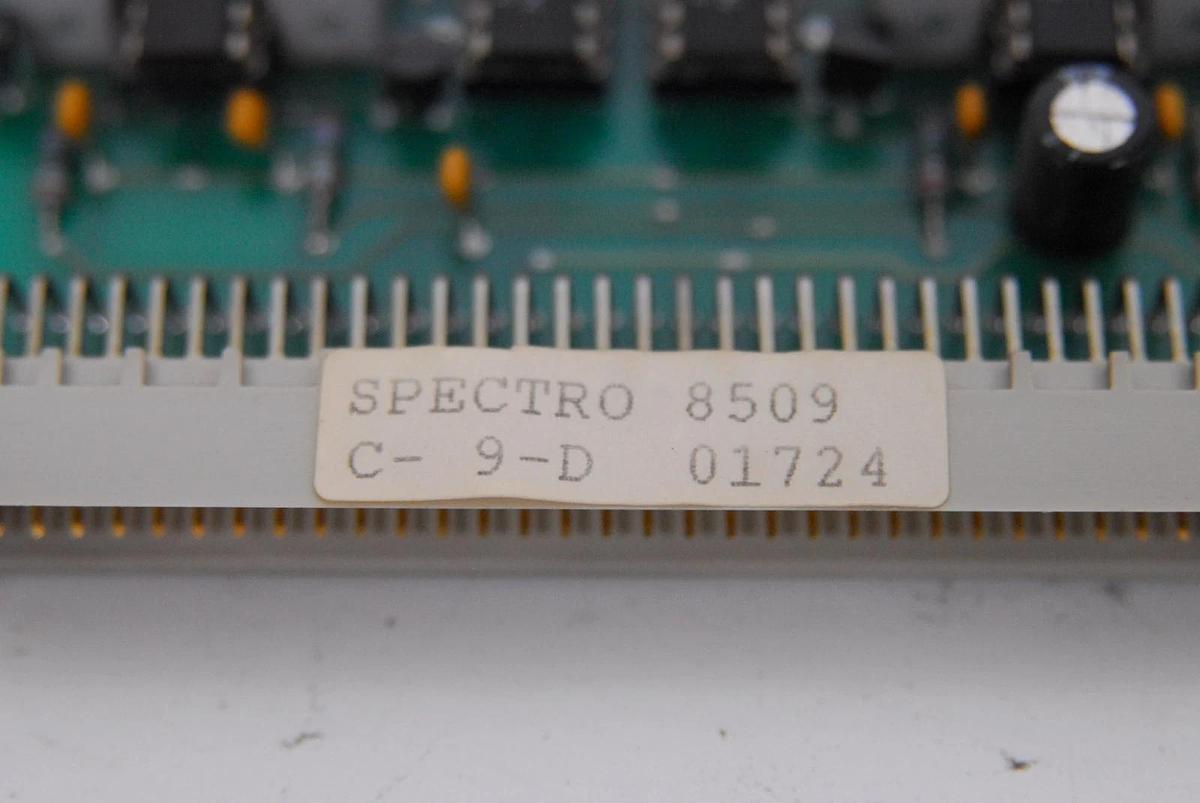 SPECTRO 8509
C- 9-D 01724